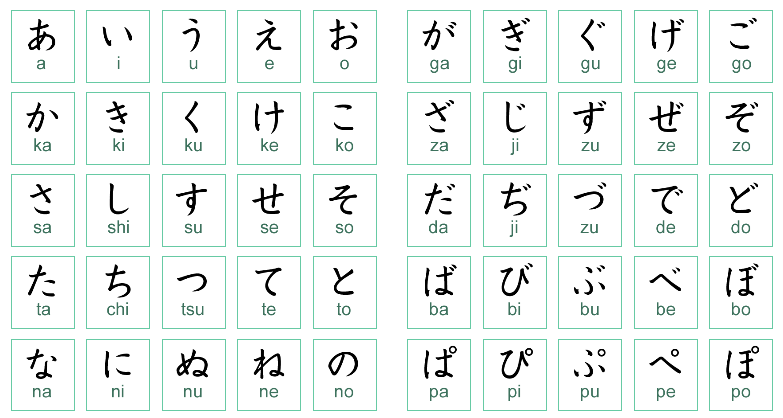 あ い う え お が ぎ ぐ げ ご
a i u e o ga gi gu ge go
か き く け こ ざ じ ず ぜ ぞ
ka ki ku ke ko za ji zu ze zo
さ し す せ そ だ ぢ づ で ど
sa shi su se so da ji zu de do
た ち つ て と ば び ぶ べ ぼ
ta chi tsu te to ba bi bu be bo
な に ぬ ね の ぱ ぴ ぷ ぺ ぽ
na ni nu ne no pa pi pu pe po